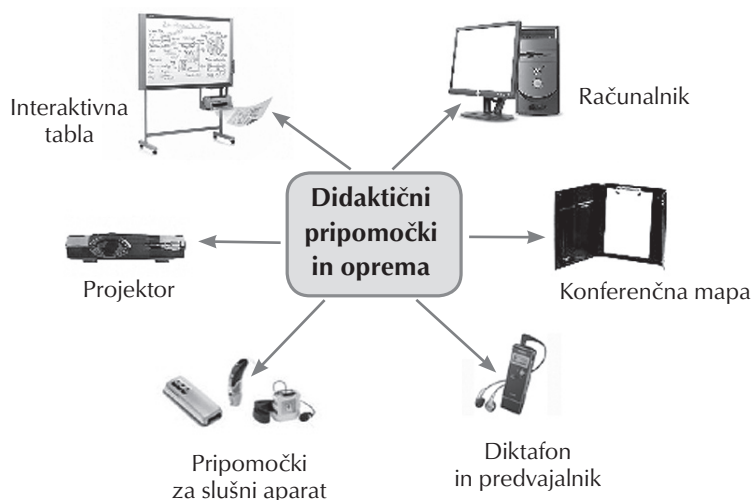 Interaktivna
tabla
Računalnik
Didaktični
pripomočki
in oprema
Projektor
Konferenčna mapa
Pripomočki
za slušni aparat
Diktafon
in predvajalnik